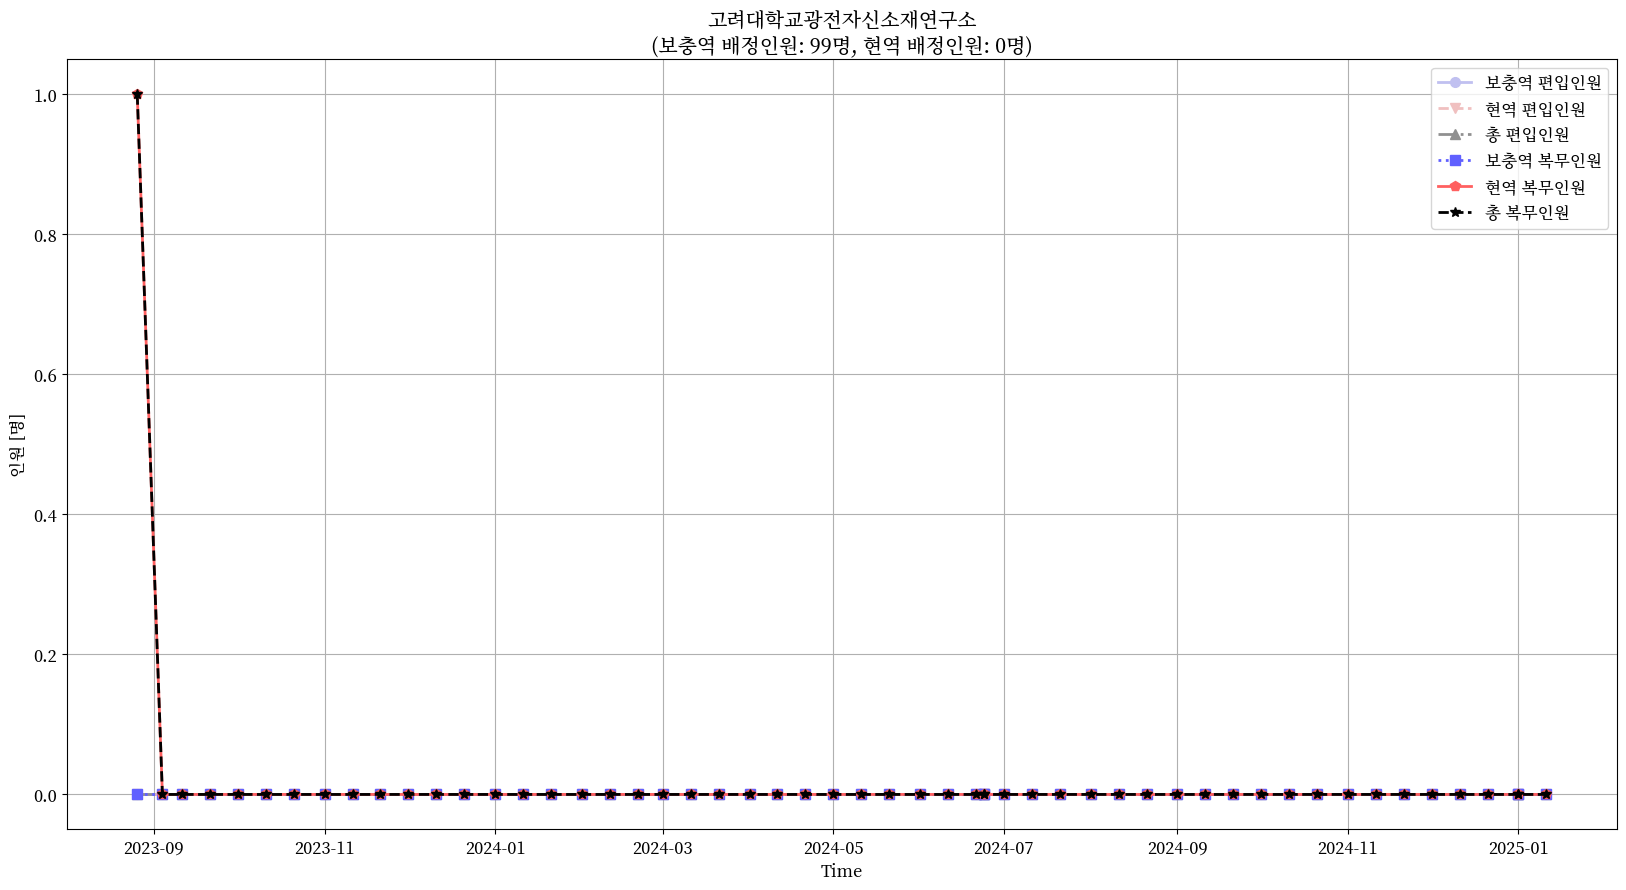 고려대학교광전자신소재연구소
(보충역 배정인원: 99명, 현역 배정인원: 0명)
보충역 편입인원
현역 편입인원
총 편입인원
보충역 복무인원
현역 복무인원
총 복무인원
인원 [명]
1.0
0.8
0.6
0.4
0.2
0.0
2023-09 2023-11 2024-01 2024-03 2024-05 2024-07 2024-09 2024-11 2025-01
Time